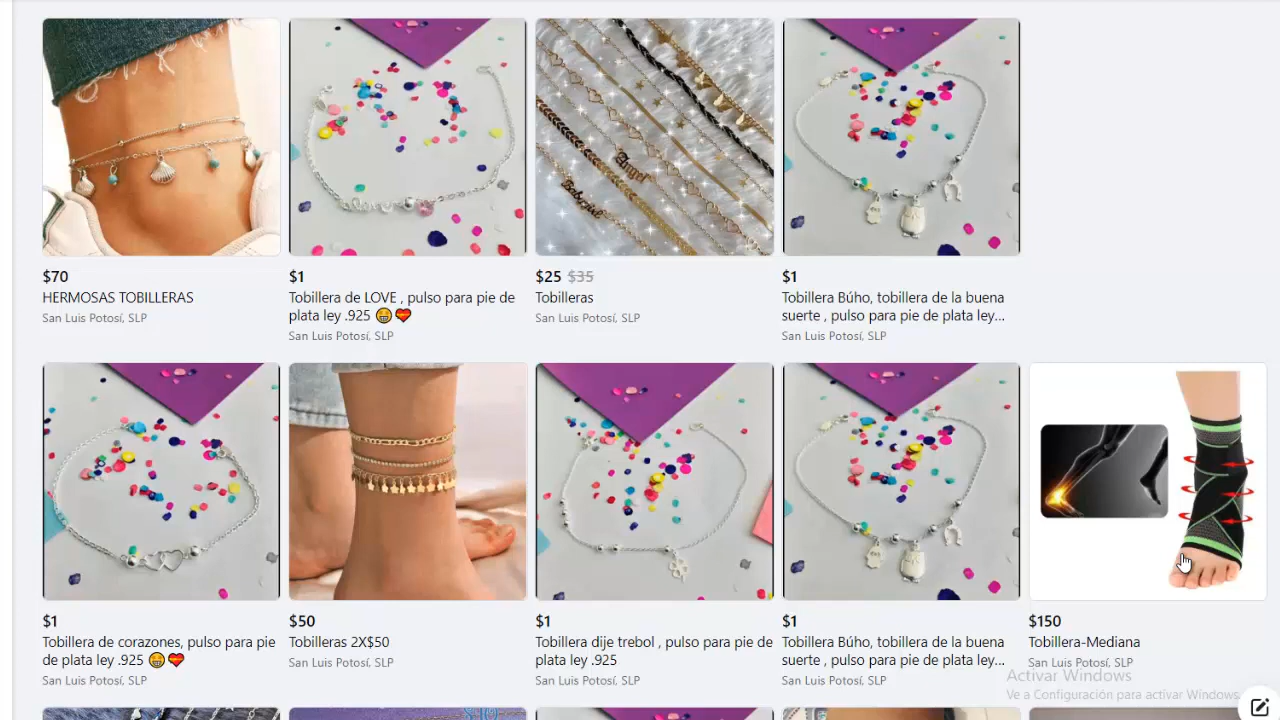 $70
HERMOSAS TOBILLERAS
San Luis Potosí, SLP
$1
Tobillera de LOVE , pulso para pie de
plata ley .925 😁💝
San Luis Potosí, SLP
Angel
Babygirl
$25 $35
Tobilleras
San Luis Potosí, SLP
$1
Tobillera Búho, tobillera de la buena
suerte , pulso para pie de plata ley...
San Luis Potosí, SLP
$1
Tobillera de corazones, pulso para pie
de plata ley .925 😁💝
San Luis Potosí, SLP
$50
Tobilleras 2X$50
San Luis Potosí, SLP
$1
Tobillera dije trebol , pulso para pie de
plata ley .925
San Luis Potosí, SLP
$1
Tobillera Búho, tobillera de la buena
suerte , pulso para pie de plata ley...
San Luis Potosí, SLP
$150
Tobillera-Mediana
San Luis Potosí, SLP
Activar Windows
Ve a Configuración para activar Windows.